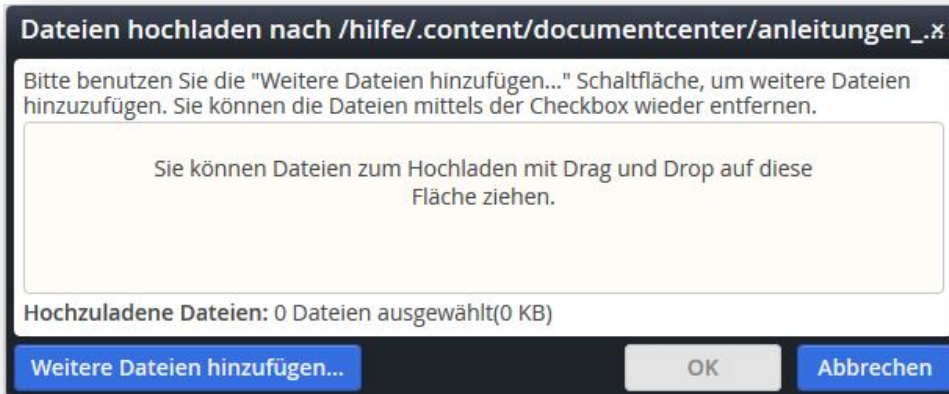 Dateien hochladen nach /hilfe/.content/documentcenter/anleitungen_.
Bitte benutzen Sie die "Weitere Dateien hinzufügen..." Schaltfläche, um weitere Dateien
hinzuzufügen. Sie können die Dateien mittels der Checkbox wieder entfernen.
Sie können Dateien zum Hochladen mit Drag und Drop auf diese
Fläche ziehen.
Hochzuladene Dateien: 0 Dateien ausgewählt(0 KB)
Weitere Dateien hinzufügen...
OK
Abbrechen